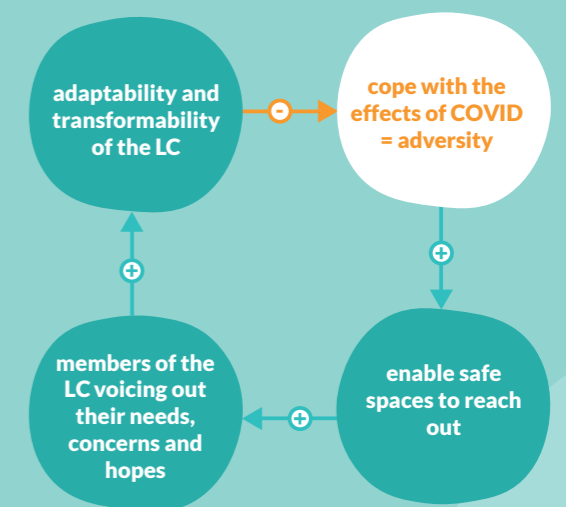 adaptability and
transformability
of the LC
-
cope with the
effects of COVID
= adversity
+
+
members of the
LC voicing out
their needs,
concerns and
hopes
+
enable safe
spaces to reach
out